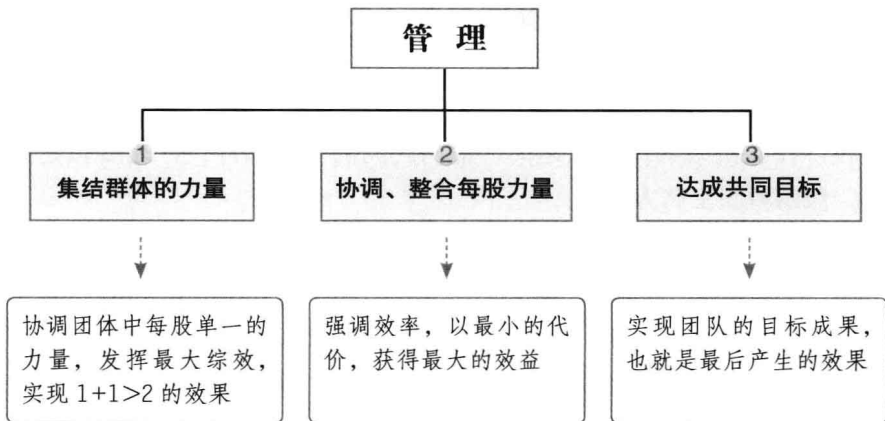 管 理
1
集结群体的力量
2
协调、整合每股力量
3
达成共同目标
协调团体中每股单一的
力量，发挥最大综效，
实现 1+1>2 的效果
强调效率，以最小的代
价，获得最大的效益
实现团队的目标成果，
也就是最后产生的效果